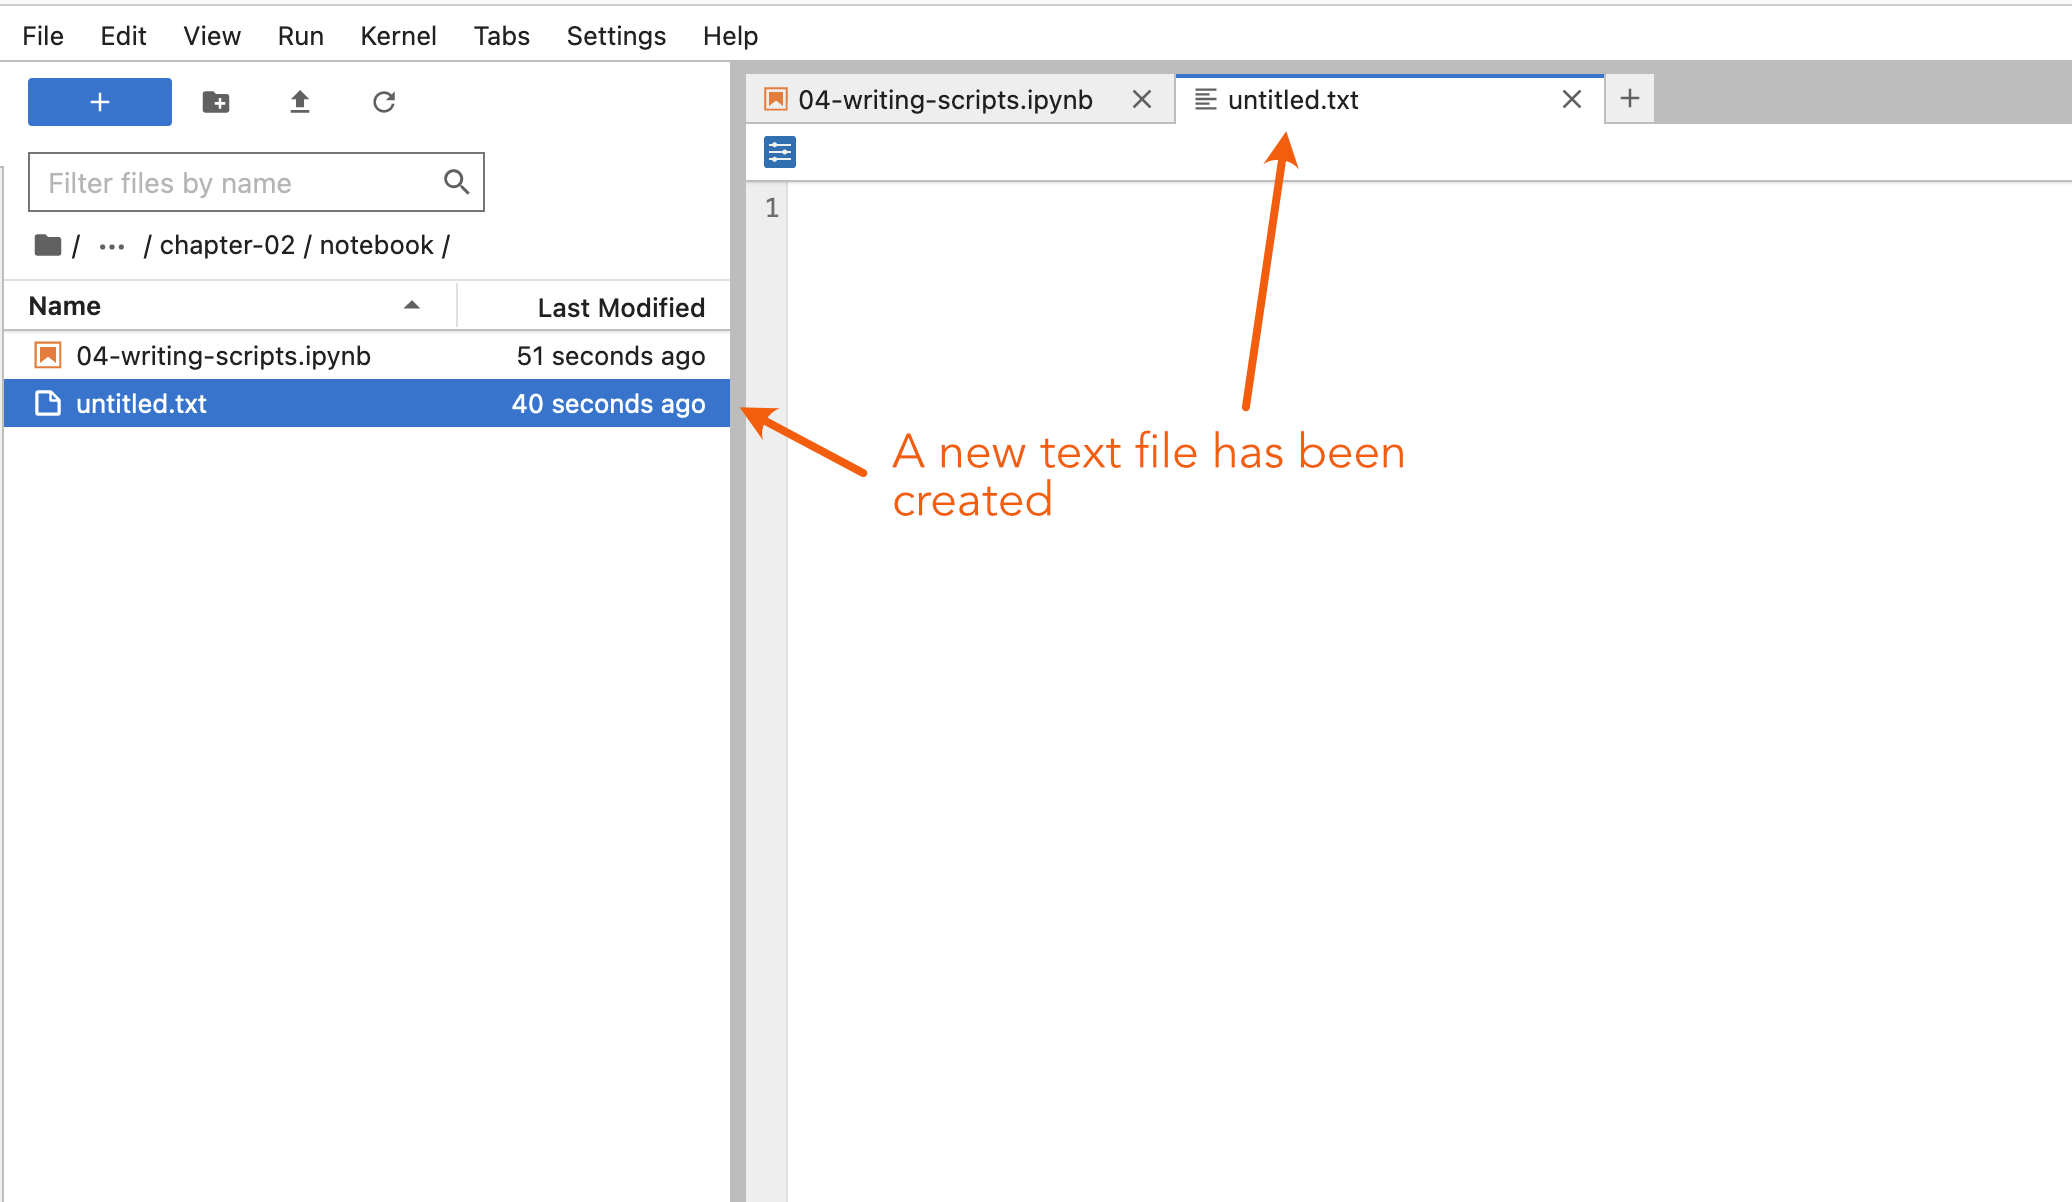 File Edit View Run Kernel Tabs Settings Help
Filter files by name
/ ... / chapter-02 / notebook /
Name Last Modified
04-writing-scripts.ipynb 51 seconds ago
untitled.txt 40 seconds ago
04-writing-scripts.ipynb untitled.txt
1
A new text file has been
created